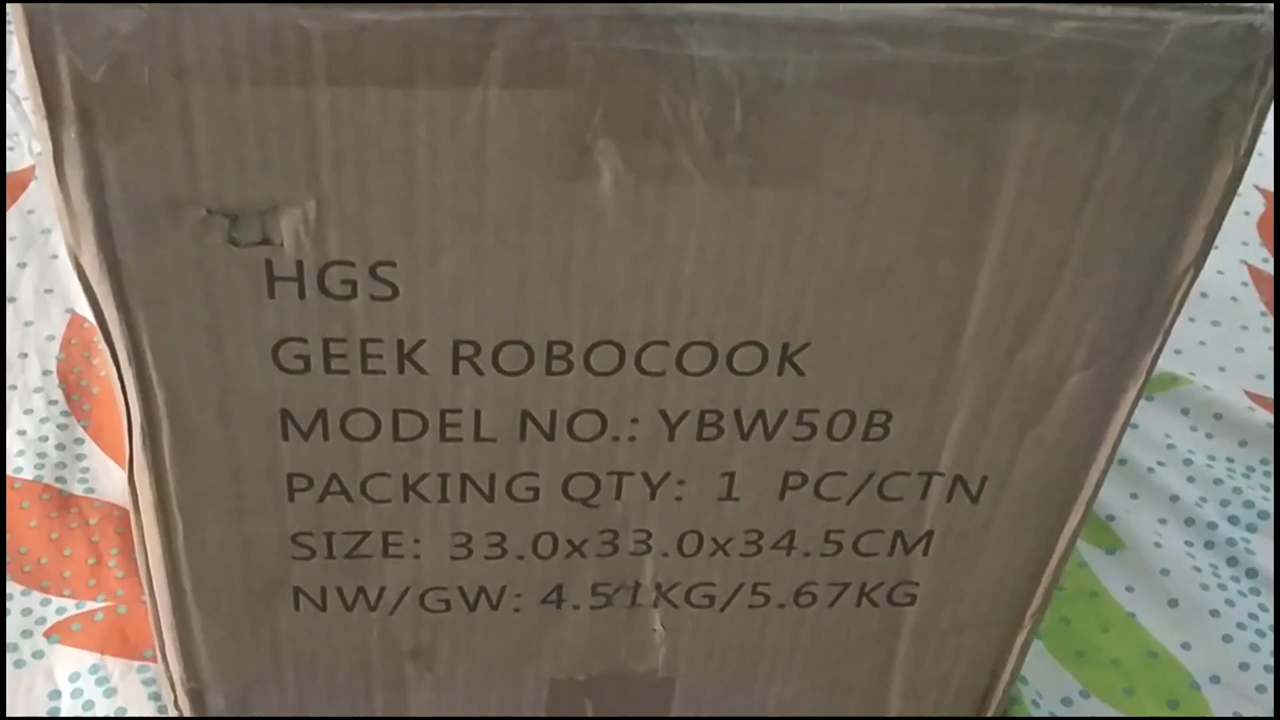 HGS
GEEK ROBOCOOK
MODEL NO.: YBW50B
PACKING QTY: 1 PC/CTN
SIZE: 33.0x33.0x34.5CM
NW/GW: 4.51KG/5.67KG